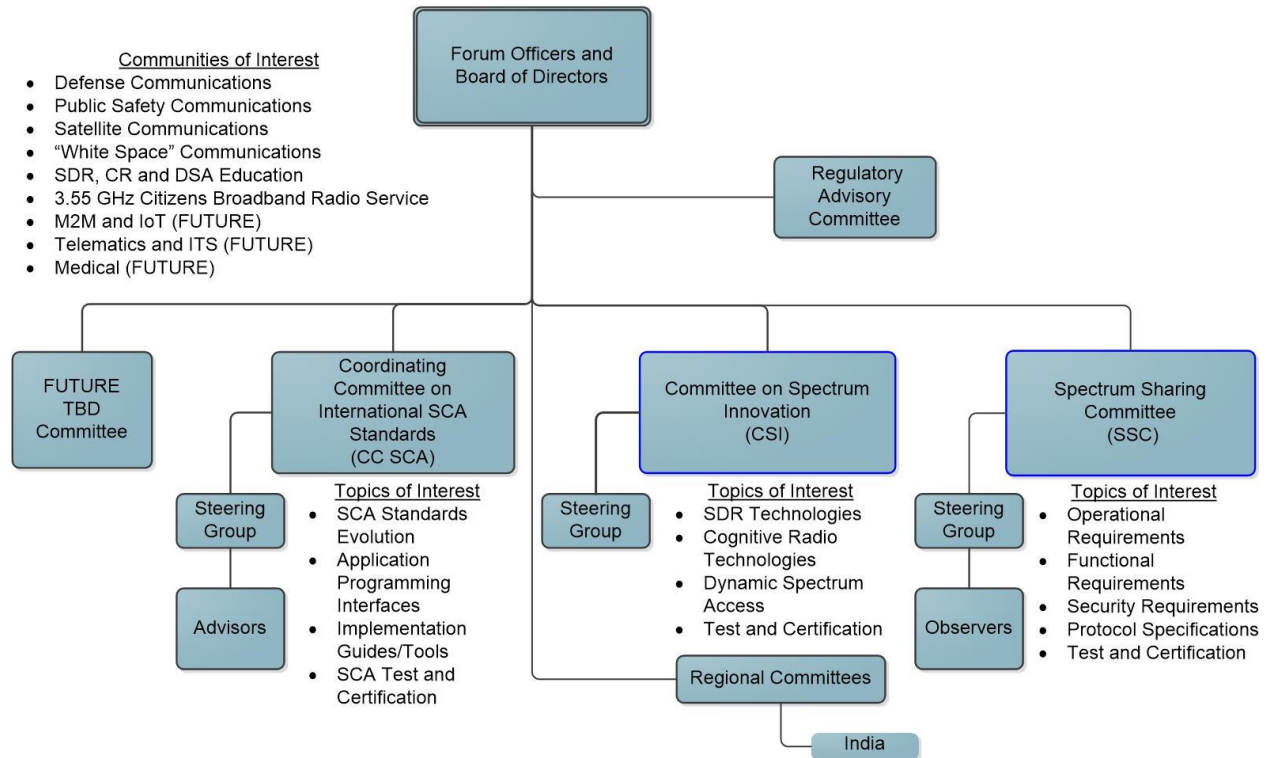 Forum Officers and
Board of Directors
Communities of Interest
• Defense Communications
• Public Safety Communications
• Satellite Communications
• “White Space” Communications
• SDR, CR and DSA Education
• 3.55 GHz Citizens Broadband Radio Service
• M2M and IoT (FUTURE)
• Telematics and ITS (FUTURE)
• Medical (FUTURE)
Regulatory
Advisory
Committee
FUTURE
TBD
Committee
Coordinating
Committee on
International SCA
Standards
(CC SCA)
Committee on Spectrum
Innovation
(CSI)
Spectrum Sharing
Committee
(SSC)
Steering
Group
Advisors
Topics of Interest
• SCA Standards
Evolution
• Application
Programming
Interfaces
• Implementation
Guides/Tools
• SCA Test and
Certification
Steering
Group
Topics of Interest
• SDR Technologies
• Cognitive Radio
Technologies
• Dynamic Spectrum
Access
• Test and Certification
Steering
Group
Observers
Topics of Interest
• Operational
Requirements
• Functional
Requirements
• Security Requirements
• Protocol Specifications
• Test and Certification
Regional Committees
India